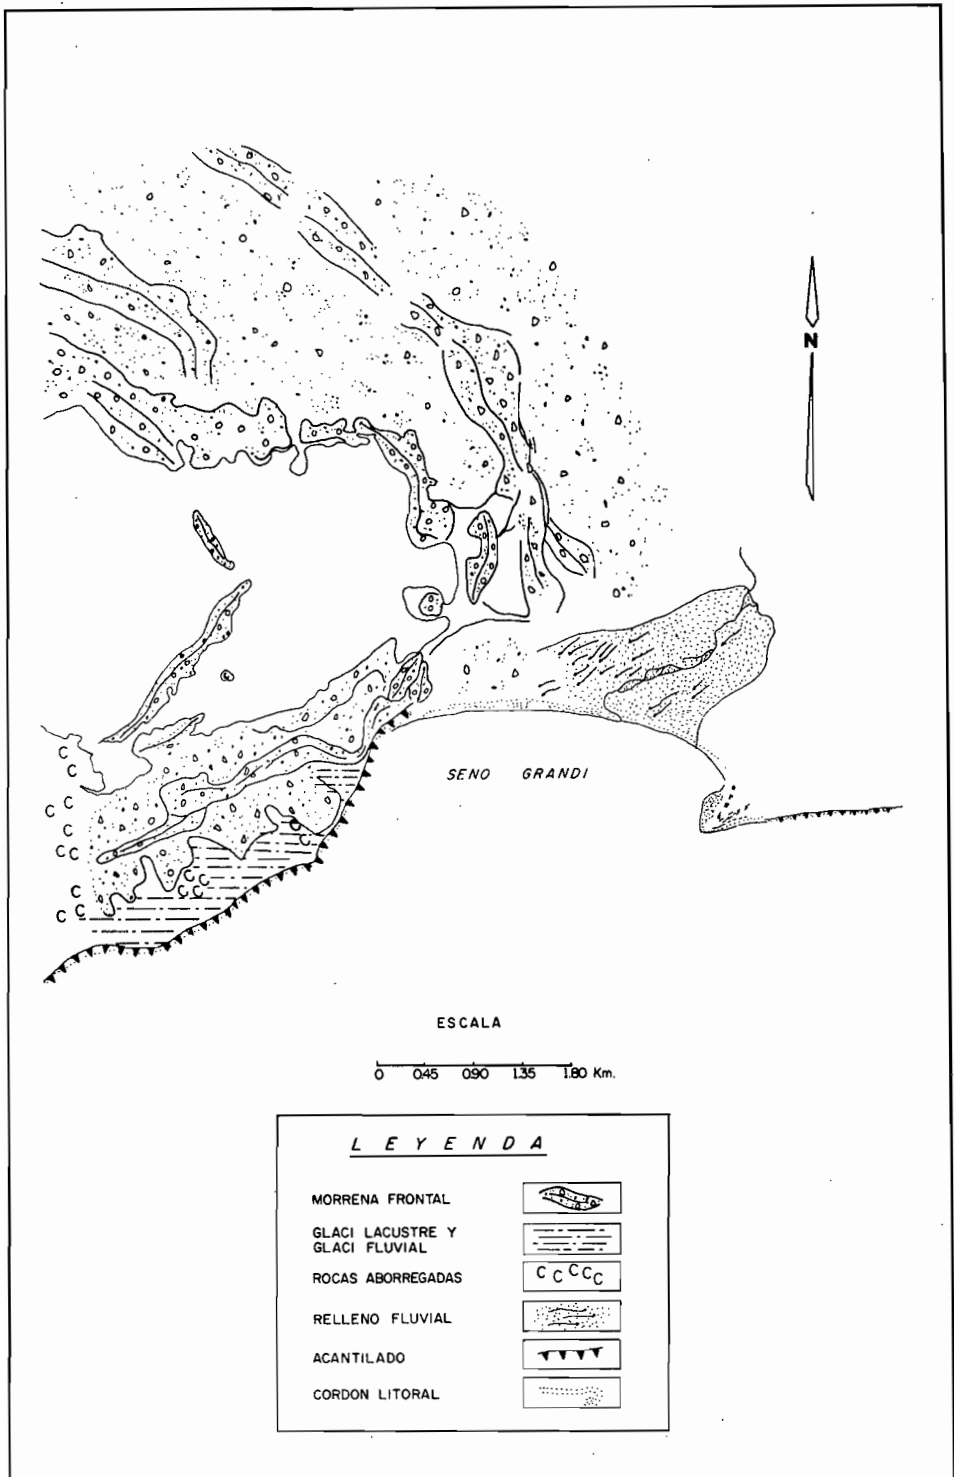 N
SENO GRANDI
ESCALA
0 0.45 0.90 1.35 1.80 Km.
LEYENDA
MORRENA FRONTAL
GLACI LACUSTRE Y
GLACI FLUVIAL
ROCAS ABORREGADAS
C C C C C
RELLENO FLUVIAL
ACANTILADO
CORDON LITORAL